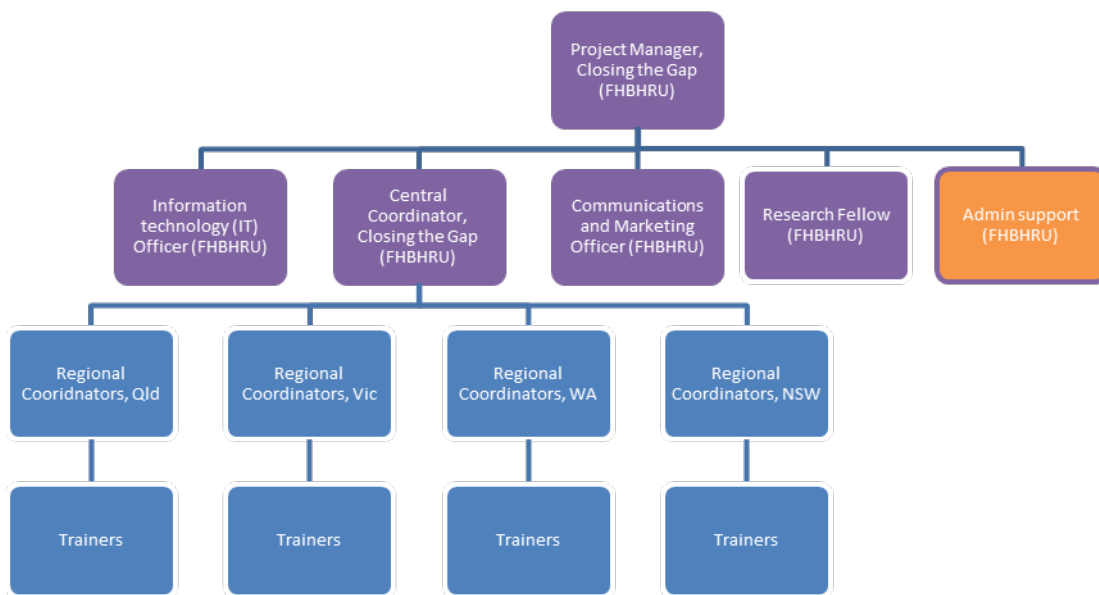 Project Manager,
Closing the Gap
(FHBHRU)
Information
technology (IT)
Officer (FHBHRU)
Central
Coordinator,
Closing the Gap
(FHBHRU)
Communications
and Marketing
Officer (FHBHRU)
Research Fellow
(FHBHRU)
Admin support
(FHBHRU)
Regional
Cooridnators, Qld
Regional
Coordinators, Vic
Regional
Coordinators, WA
Regional
Coordinators, NSW
Trainers
Trainers
Trainers
Trainers